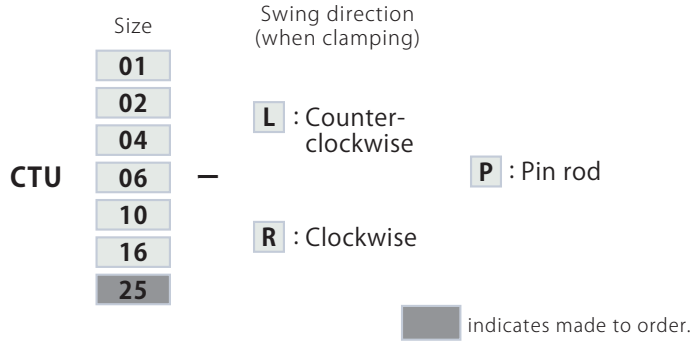 Size
Swing direction
(when clamping)
01
02
04
CTU 06 –
10
16
25
L : Counter-
clockwise
R : Clockwise
P : Pin rod
indicates made to order.